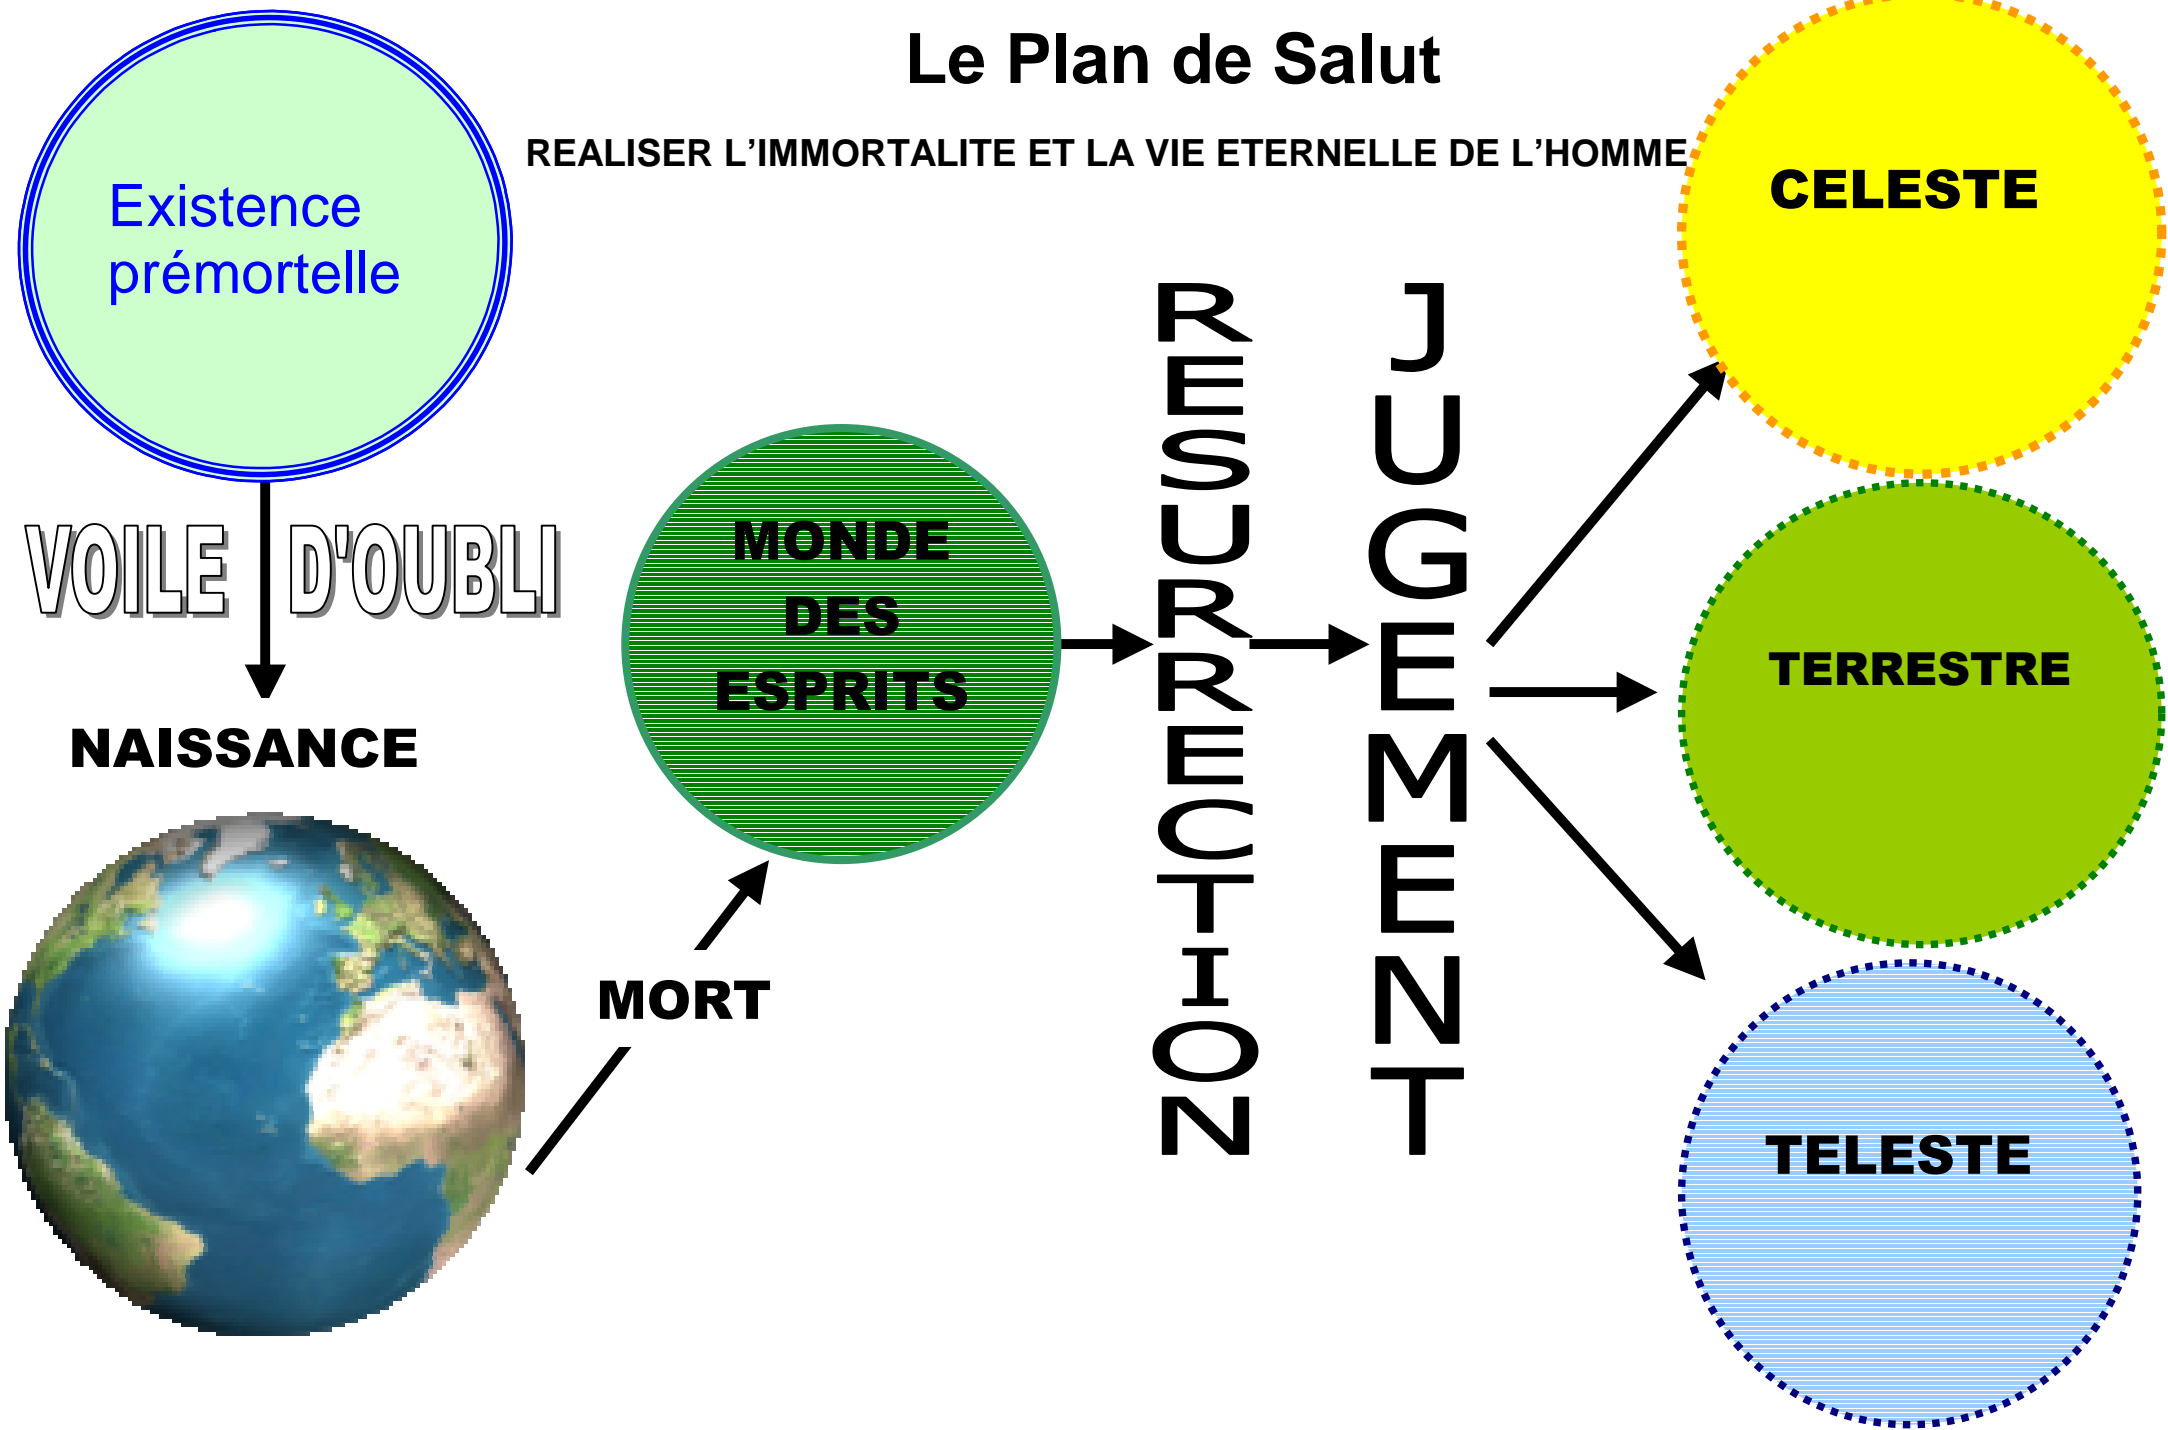 Le Plan de Salut
REALISER L’IMMORTALITE ET LA VIE ETERNELLE DE L’HOMME
Existence
prémortelle
VOILE D'OUBLI
NAISSANCE
MORT
MONDE
DES
ESPRITS
RESURRECTION
JUGEMENT
CELESTE
TERRESTRE
TELESTE